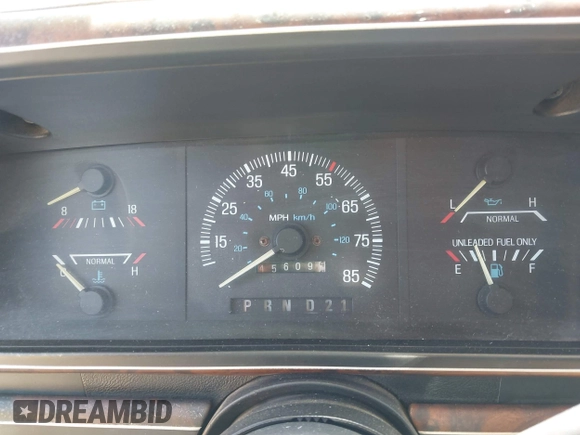 45
35 55
25 65
15 75
85
80
60 100
40 120
20
MPH km/h
45609
P R N D 2 1
8 18
NORMAL
L H
L H
NORMAL
UNLEADED FUEL ONLY
E F
DREAMBID